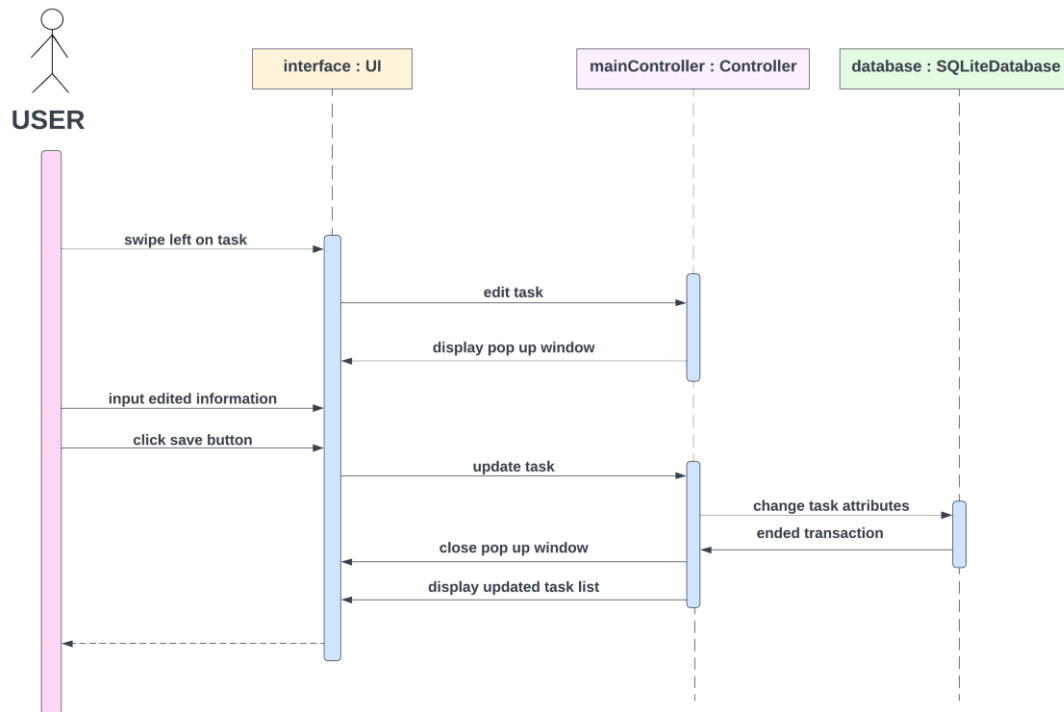 interface : UI
mainController : Controller
database : SQLiteDatabase
USER
swipe left on task
edit task
display pop up window
input edited information
click save button
update task
change task attributes
ended transaction
close pop up window
display updated task list